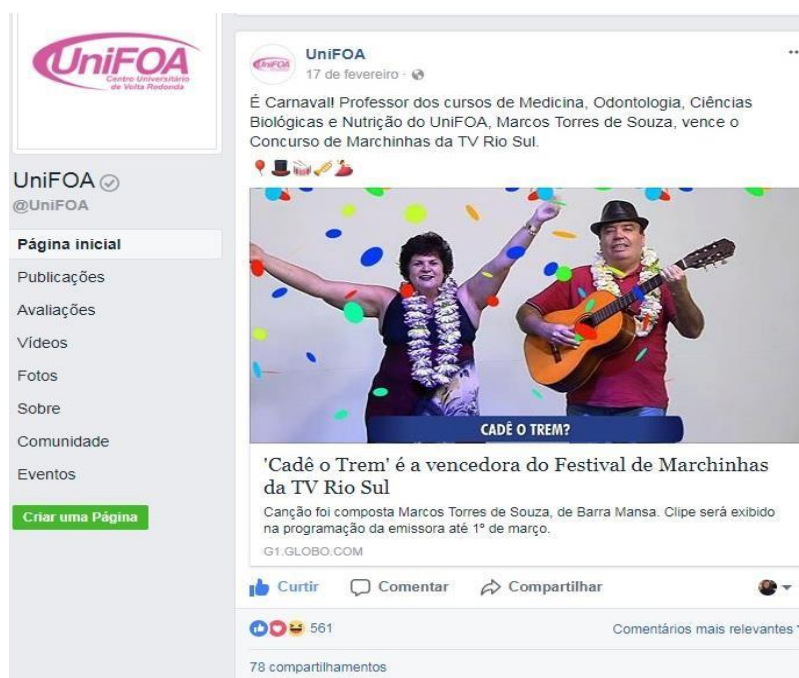 UniFOA
Centro Universitário
de Volta Redonda
UniFOA
@UniFOA
Página inicial
Publicações
Avaliações
Vídeos
Fotos
Sobre
Comunidade
Eventos
Criar uma Página
UniFOA
UniFOA
17 de fevereiro ·
É Carnaval! Professor dos cursos de Medicina, Odontologia, Ciências
Biológicas e Nutrição do UniFOA, Marcos Torres de Souza, vence o
Concurso de Marchinhas da TV Rio Sul.
CADÊ O TREM?
'Cadê o Trem' é a vencedora do Festival de Marchinhas
da TV Rio Sul
Canção foi composta Marcos Torres de Souza, de Barra Mansa. Clipe será exibido
na programação da emissora até 1º de março.
G1.GLOBO.COM
Curtir Comentar Compartilhar
561
Comentários mais relevantes
78 compartilhamentos